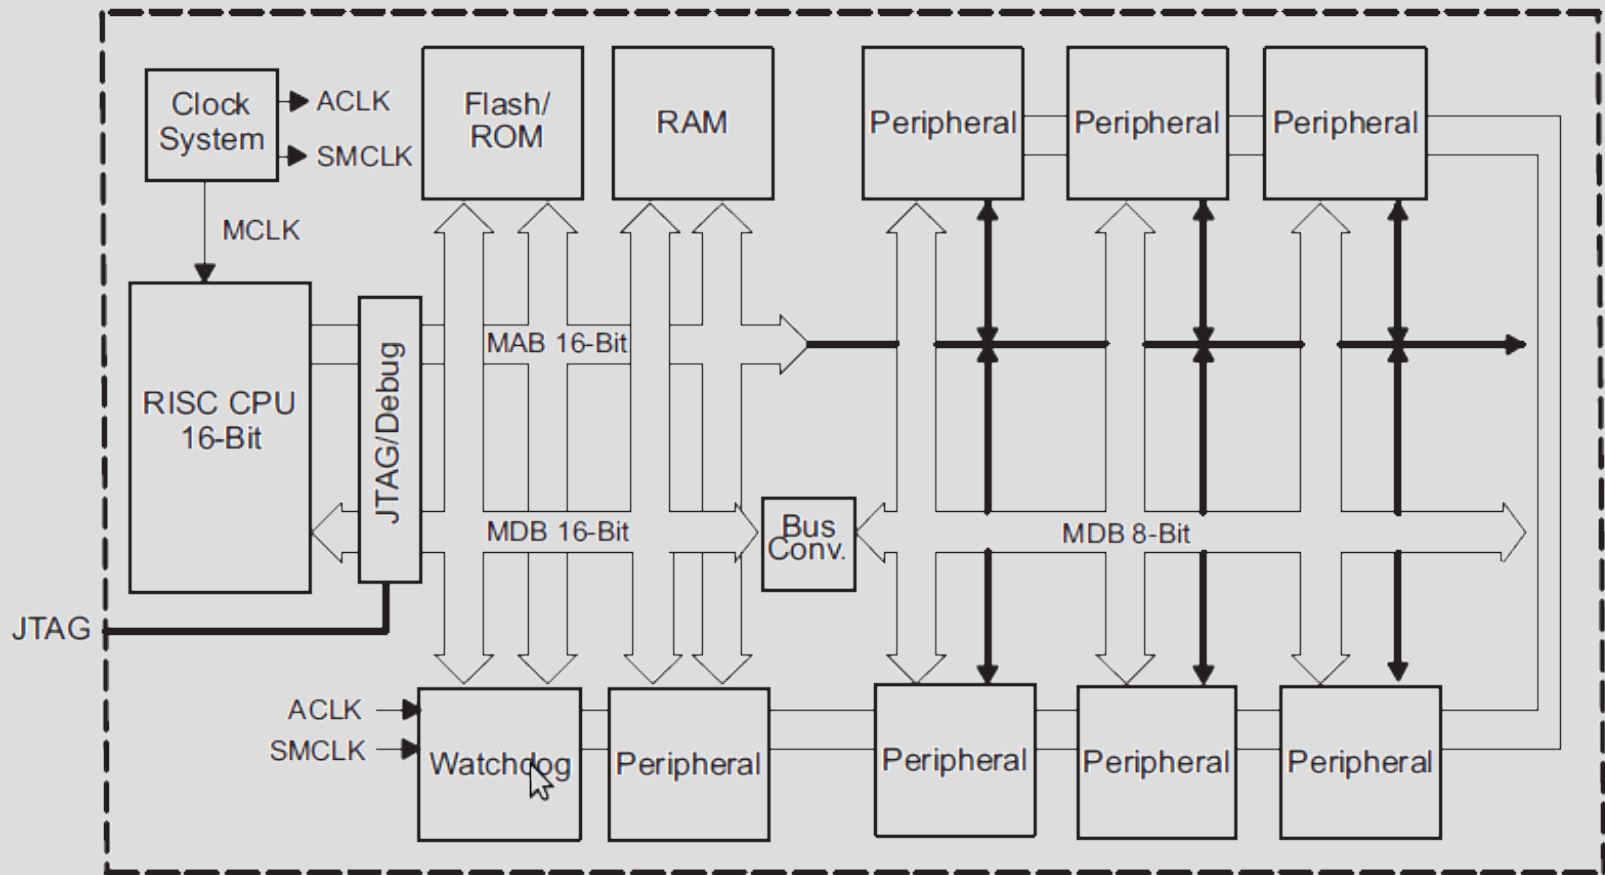 Clock
System
ACLK
SMCLK
MCLK
Flash/
ROM
RAM
Peripheral
Peripheral
Peripheral
RISC CPU
16-Bit
JTAG/Debug
MAB 16-Bit
MDB 16-Bit
Bus
Conv.
MDB 8-Bit
JTAG
ACLK
SMCLK
Watchdog
Peripheral
Peripheral
Peripheral
Peripheral